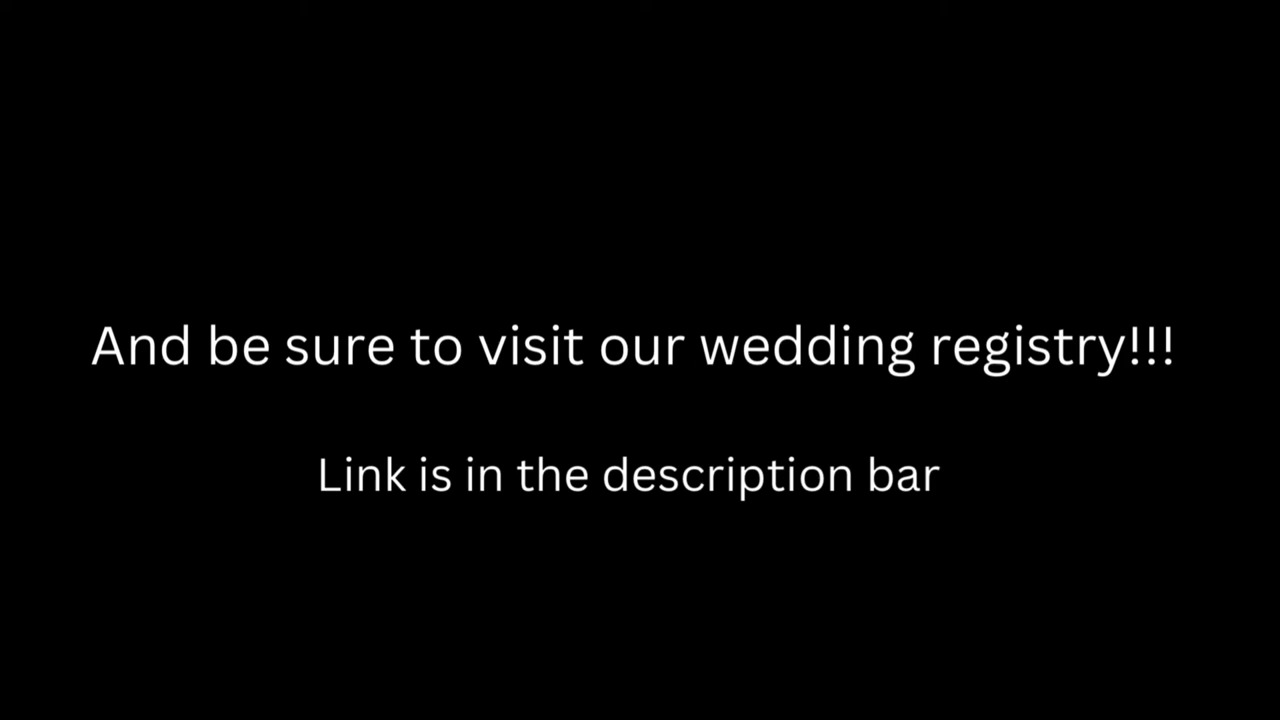 And be sure to visit our wedding registry!!!
Link is in the description bar